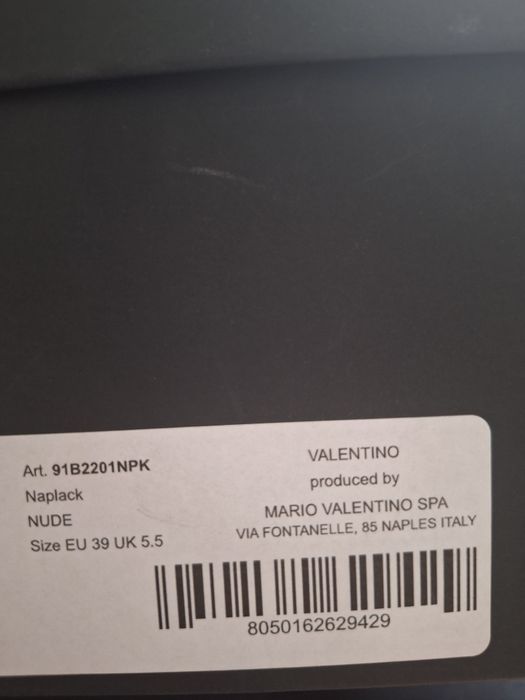 Art. 91B2201NPK
Naplack
NUDE
Size EU 39 UK 5.5
VALENTINO
produced by
MARIO VALENTINO SPA
VIA FONTANELLE, 85 NAPLES ITALY
8050162629429